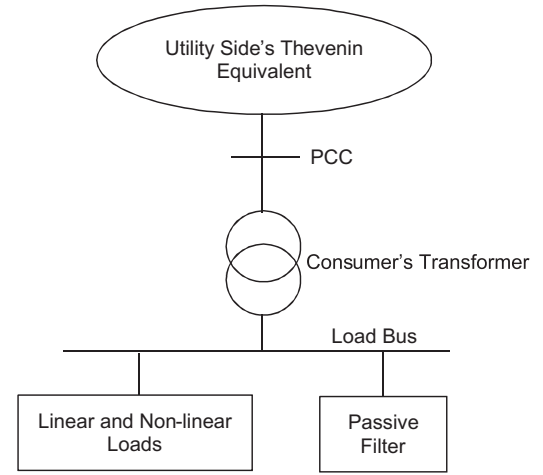 Utility Side's Thevenin
Equivalent
PCC
Consumer's Transformer
Load Bus
Linear and Non-linear
Loads
Passive
Filter